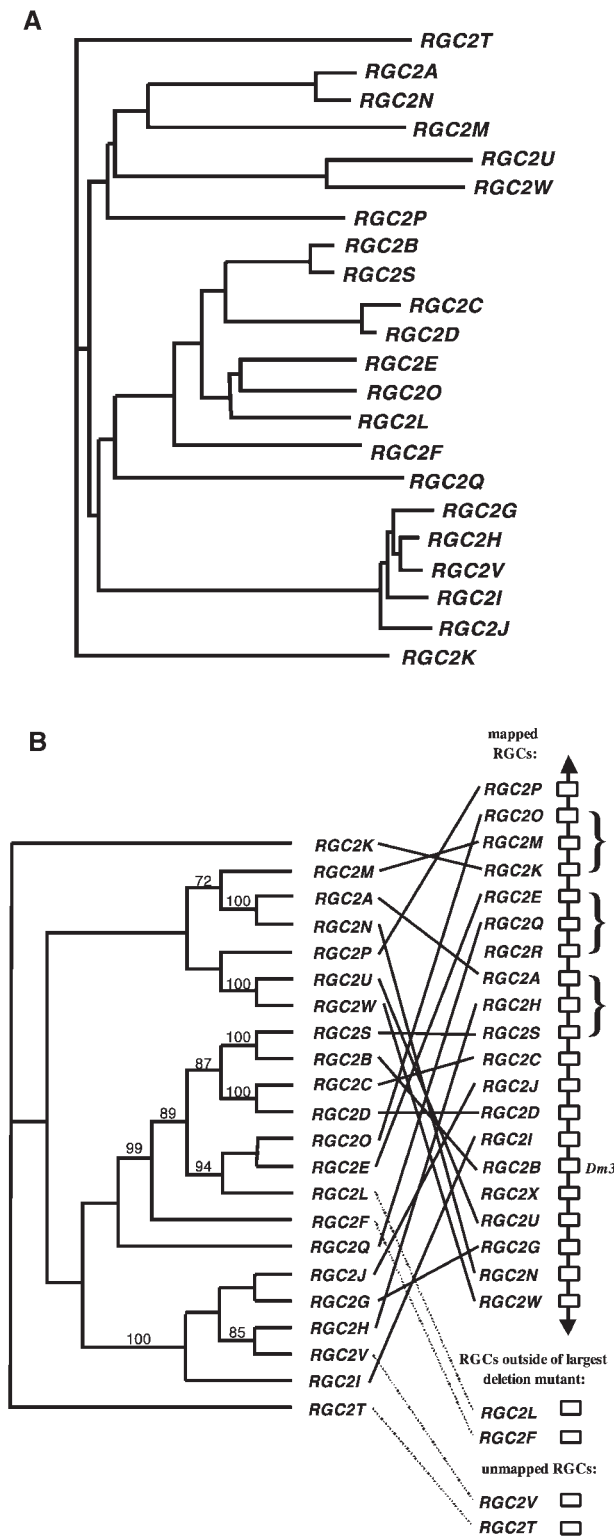 A
RGC2T
RGC2A
RGC2N
RGC2M
RGC2U
RGC2W
RGC2P
RGC2B
RGC2S
RGC2C
RGC2D
RGC2E
RGC2O
RGC2L
RGC2F
RGC2Q
RGC2G
RGC2H
RGC2V
RGC2I
RGC2J
RGC2K
B
72
100
100
100
87
100
89
99
94
85
100
RGC2K
RGC2M
RGC2A
RGC2N
RGC2P
RGC2U
RGC2W
RGC2S
RGC2B
RGC2C
RGC2D
RGC2O
RGC2E
RGC2L
RGC2F
RGC2Q
RGC2J
RGC2G
RGC2H
RGC2V
RGC2I
RGC2T
mapped
RGCs:
RGC2P
RGC2O
RGC2M
RGC2K
RGC2E
RGC2Q
RGC2R
RGC2A
RGC2H
RGC2S
RGC2C
RGC2J
RGC2D
RGC2I
RGC2B Dm3
RGC2X
RGC2U
RGC2G
RGC2N
RGC2W
RGCs outside of largest
deletion mutant:
RGC2L
RGC2F
unmapped RGCs:
RGC2V
RGC2T